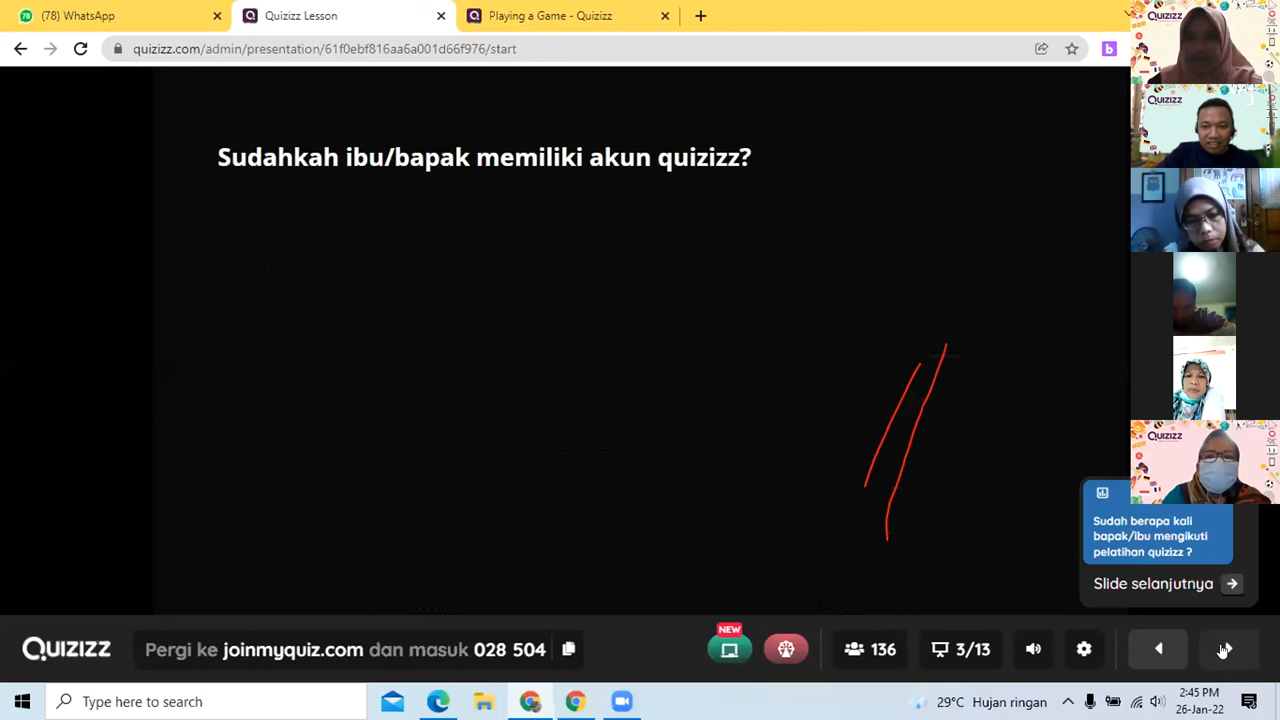 (78) WhatsApp
Quizizz Lesson
Playing a Game - Quizizz
quizizz.com/admin/presentation/61f0ebf816aa6a001d66f976/start
Sudahkah ibu/bapak memiliki akun quizizz?
QUIZIZZ
QUIZIZZ
QUIZIZZ
Sudah berapa kali
bapak/ibu mengikuti
pelatihan quizizz ?
Slide selanjutnya
QUIZIZZ
Pergi ke joinmyquiz.com dan masuk 028 504
NEW
136
3/13
Type here to search
29°C Hujan ringan
2:45 PM
26-Jan-22